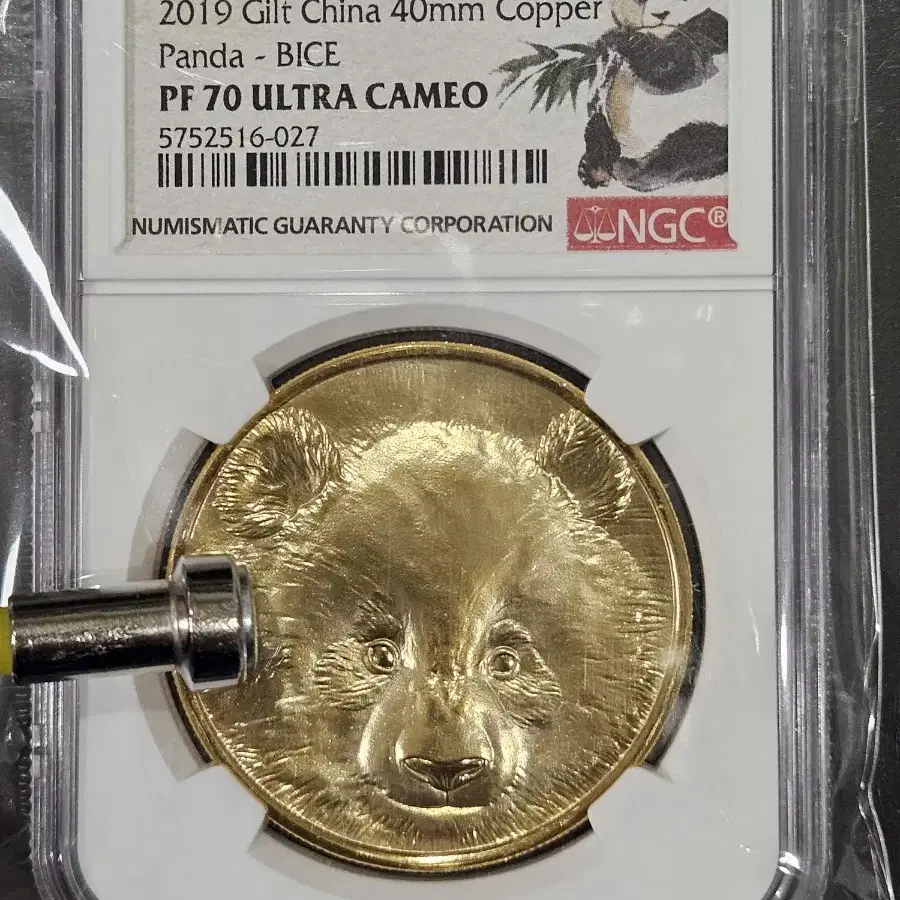 2019 Gilt China 40mm Copper
Panda - BICE
PF 70 ULTRA CAMEO
5752516-027
NUMISMATIC GUARANTY CORPORATION
NGC®